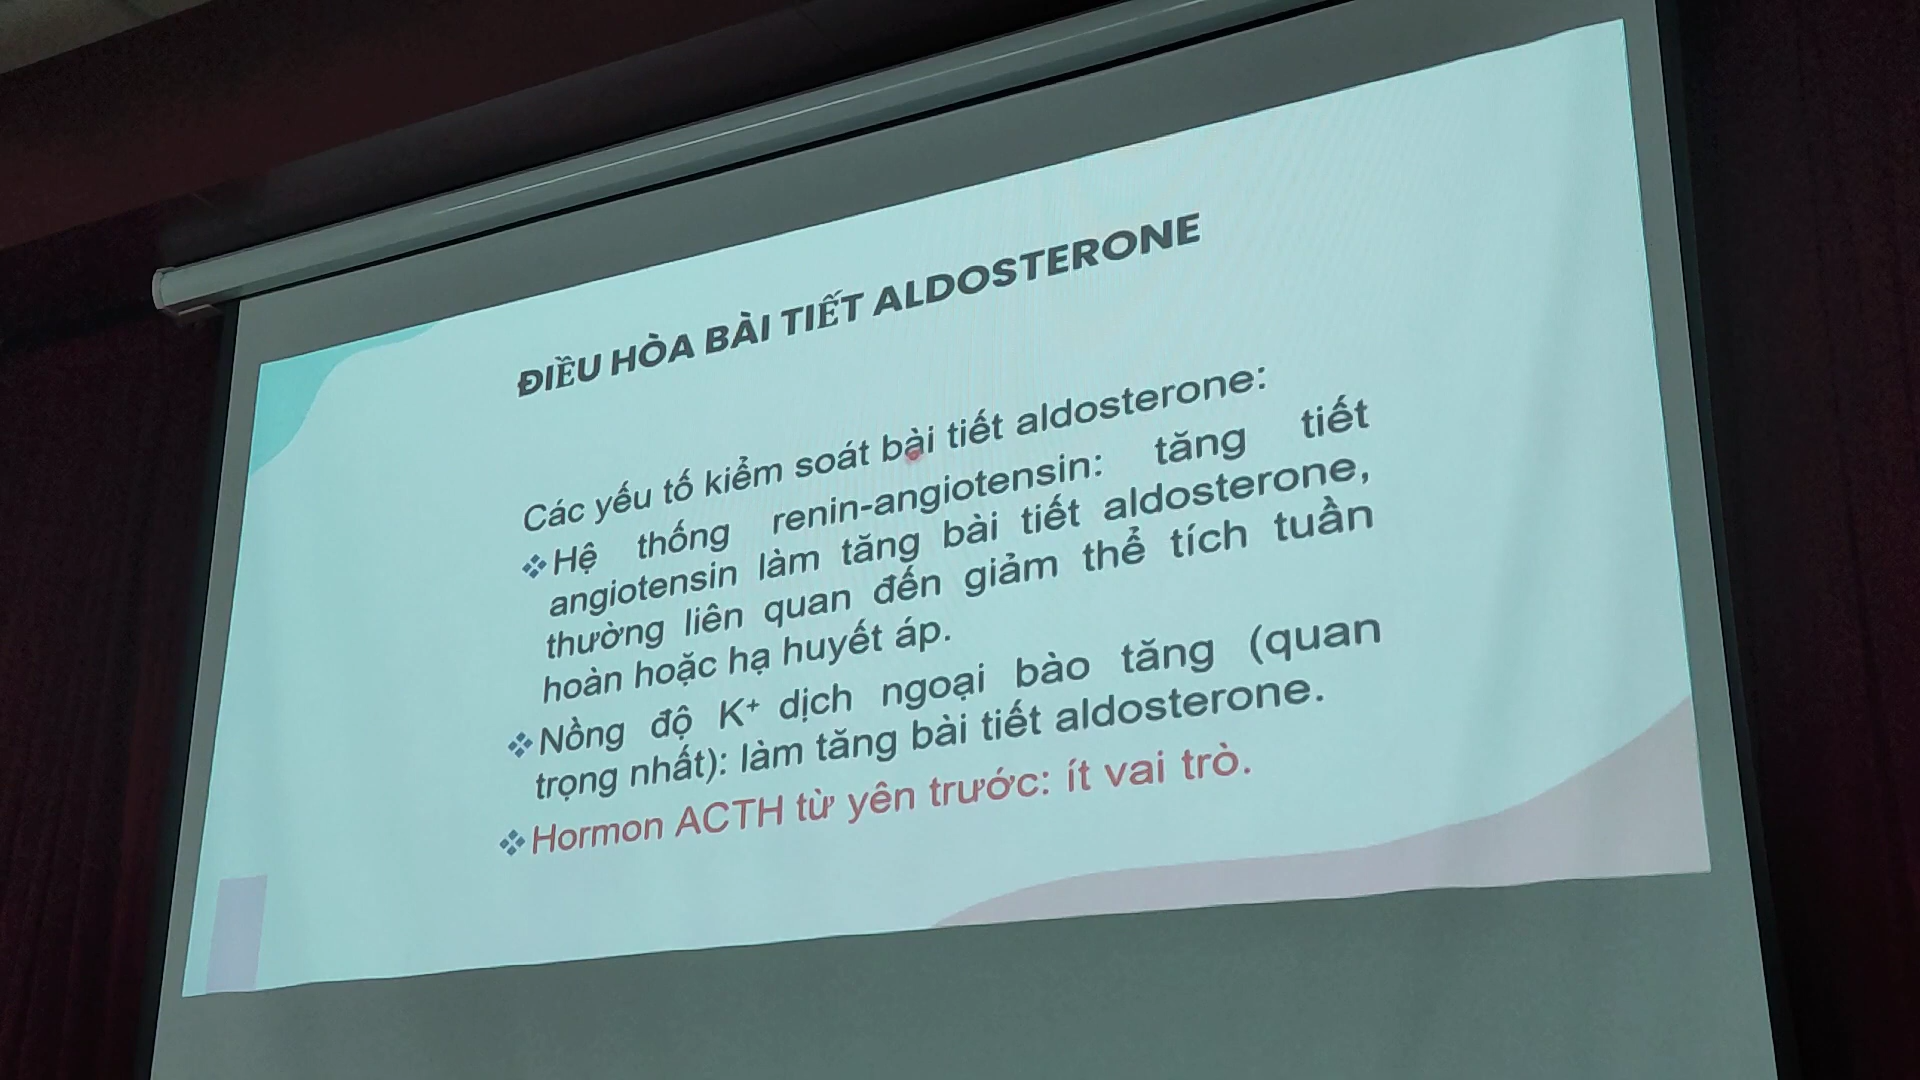 ĐIỀU HÒA BÀI TIẾT ALDOSTERONE
Các yếu tố kiểm soát bài tiết aldosterone:
❖Hệ thống renin-angiotensin: tăng tiết
angiotensin làm tăng bài tiết aldosterone,
thường liên quan đến giảm thể tích tuần
hoàn hoặc hạ huyết áp.
❖Nồng độ K⁺ dịch ngoại bào tăng (quan
trọng nhất): làm tăng bài tiết aldosterone.
❖Hormon ACTH từ yên trước: ít vai trò.